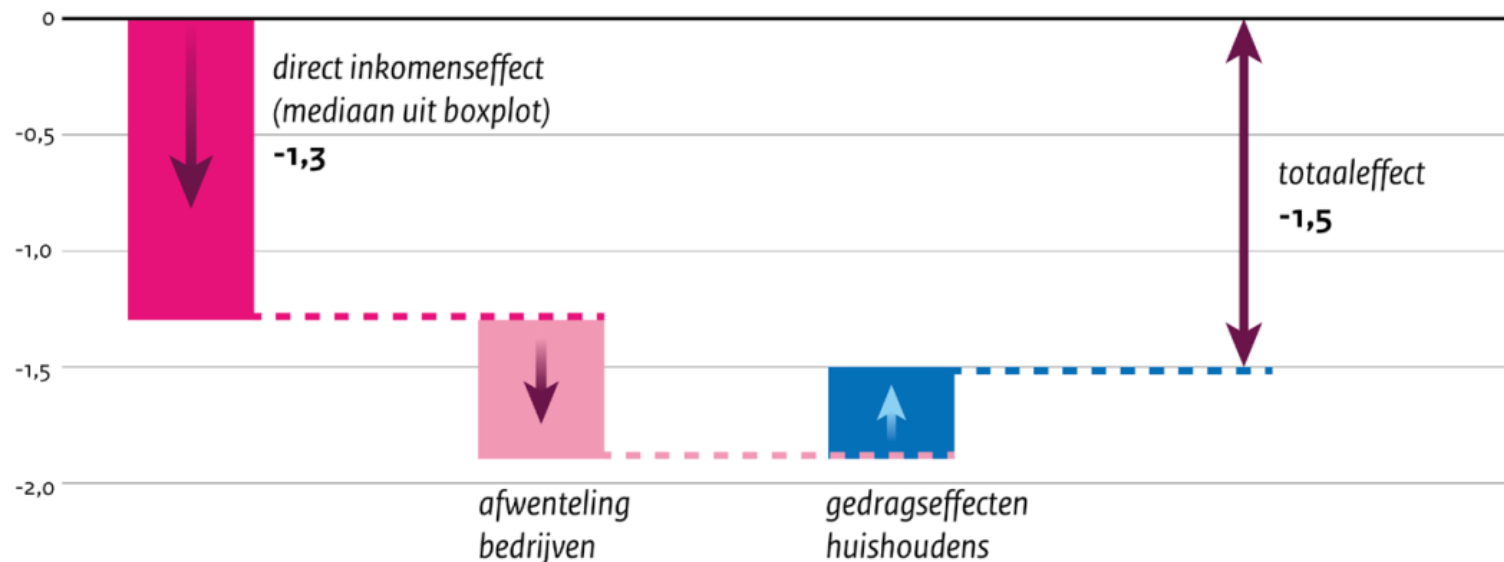 0
direct inkomenseffect
(mediaan uit boxplot)
-0,5
-1,3
totaaleffect
-1,5
-1,0
-1,5
-2,0
afwenteling
bedrijven
gedragseffecten
huishoudens